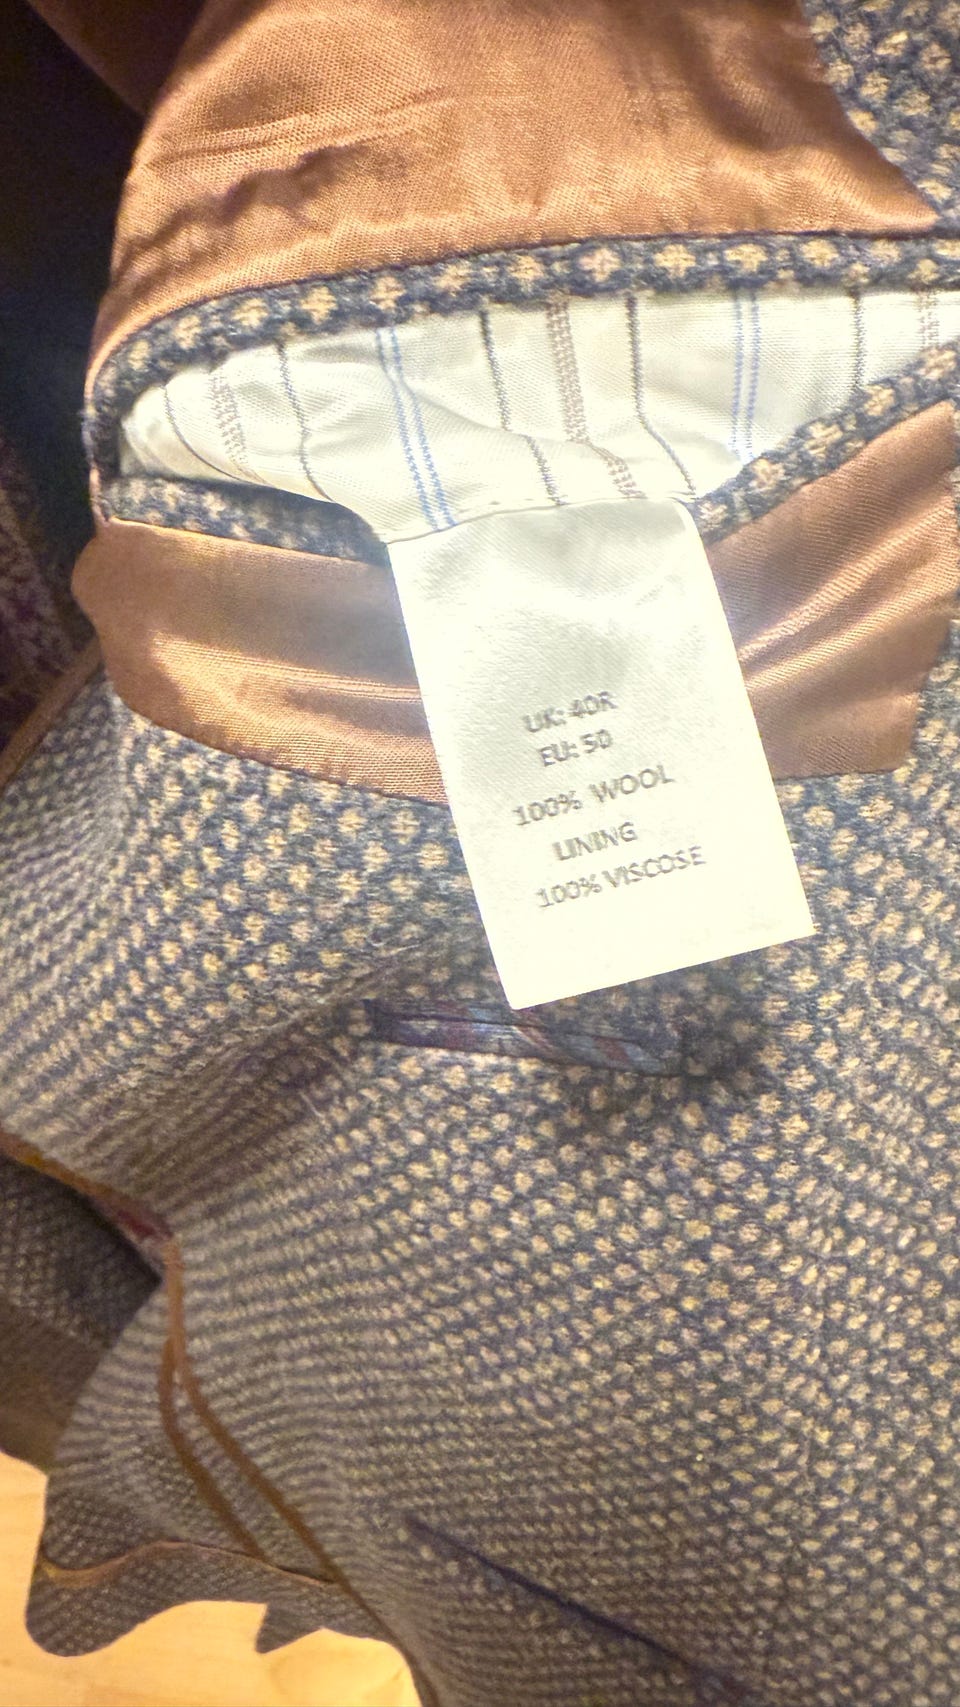 UK: 40R
EU: 50
100% WOOL
LINING
100% VISCOSE